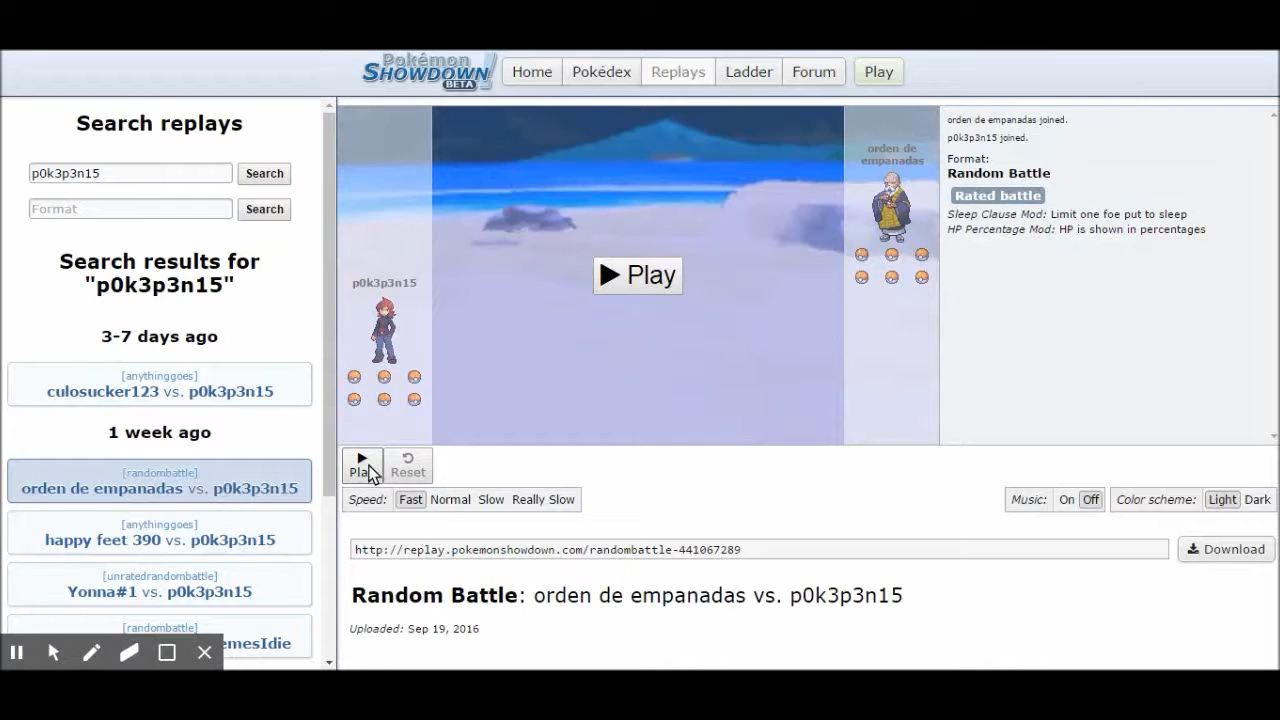 Pokémon
SHOWDOWN!
BETA
Home
Pokédex
Replays
Ladder
Forum
Play
Search replays
p0k3p3n15
Search
Format
Search
Search results for
"p0k3p3n15"
3-7 days ago
[anythinggoes]
culosucker123 vs. p0k3p3n15
1 week ago
[randombattle]
orden de empanadas vs. p0k3p3n15
[anythinggoes]
happy feet 390 vs. p0k3p3n15
[unratedrandombattle]
Yonna#1 vs. p0k3p3n15
[randombattle]
p0k3p3n15
orden de
empanadas
Play
orden de empanadas joined.
p0k3p3n15 joined.
Format:
Random Battle
Rated battle
Sleep Clause Mod: Limit one foe put to sleep
HP Percentage Mod: HP is shown in percentages
Reset
Speed: Fast Normal Slow Really Slow
Music: On Off
Color scheme: Light Dark
http://replay.pokemonshowdown.com/randombattle-441067289
Download
Random Battle: orden de empanadas vs. p0k3p3n15
Uploaded: Sep 19, 2016